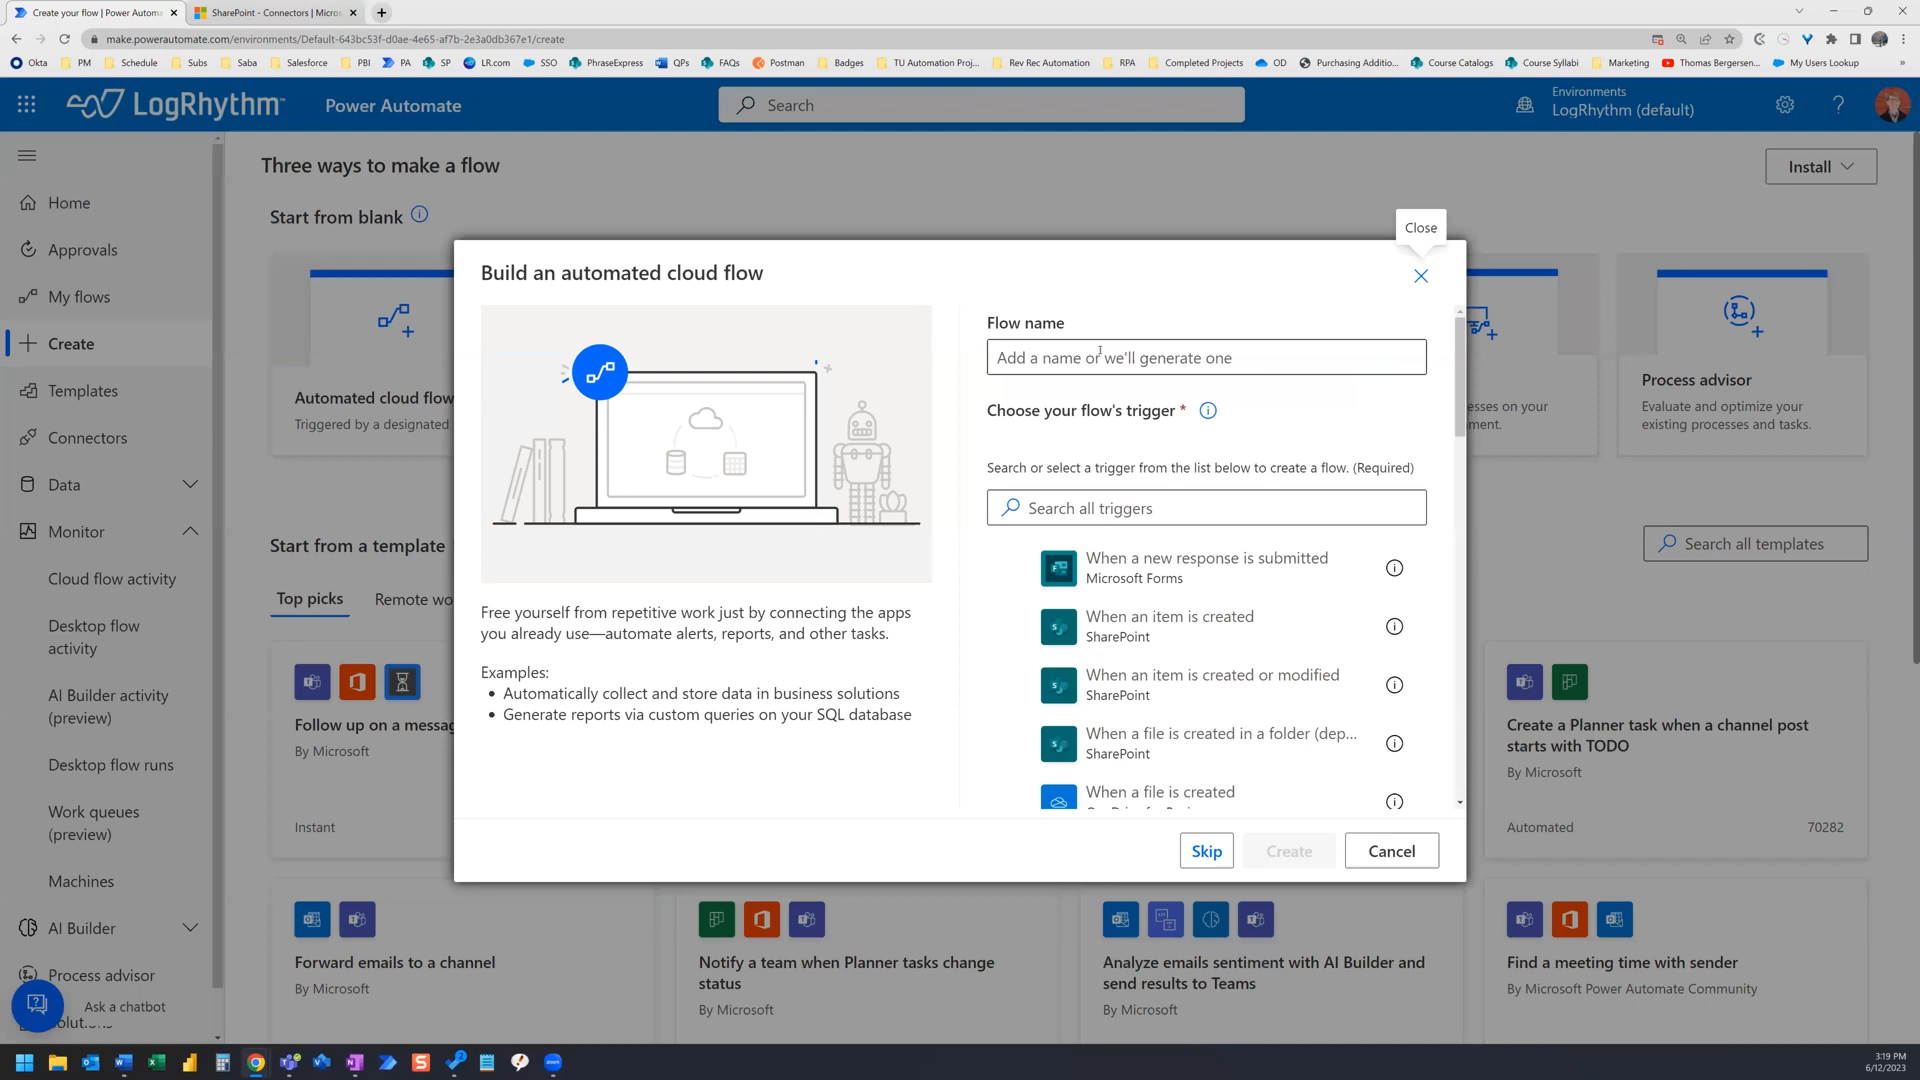 Create your flow | Power Automa
SharePoint - Connectors | Micros
make.powerautomate.com/environments/Default-643bc53f-d0ae-4e65-af7b-2e3a0db367e1/create
Okta PM Schedule Subs Saba Salesforce PBI PA SP LR.com SSO PhraseExpress QPs FAQs Postman Badges TU Automation Proj... Rev Rec Automation RPA Completed Projects OD Purchasing Additio... Course Catalogs Course Syllabi Marketing Thomas Bergersen... My Users Lookup
LogRhythm Power Automate Search
Environments
LogRhythm (default)
Three ways to make a flow
Install
Home
Approvals
My flows
Create
Templates
Connectors
Data
Monitor
Cloud flow activity
Desktop flow
activity
AI Builder activity
(preview)
Desktop flow runs
Work queues
(preview)
Machines
AI Builder
Process advisor
Ask a chatbot
Start from blank
Automated cloud flow
Triggered by a designated
Close
Build an automated cloud flow
Free yourself from repetitive work just by connecting the apps
you already use—automate alerts, reports, and other tasks.
Examples:
• Automatically collect and store data in business solutions
• Generate reports via custom queries on your SQL database
Flow name
Add a name or we'll generate one
Choose your flow's trigger *
Search or select a trigger from the list below to create a flow. (Required)
Search all triggers
When a new response is submitted
Microsoft Forms
When an item is created
SharePoint
When an item is created or modified
SharePoint
When a file is created in a folder (dep...
SharePoint
When a file is created
Skip
Create
Cancel
esses on your
ment.
Process advisor
Evaluate and optimize your
existing processes and tasks.
Start from a template
Search all templates
Top picks
Remote wo
Follow up on a messag
By Microsoft
Instant
Create a Planner task when a channel post
starts with TODO
By Microsoft
Automated
70282
Forward emails to a channel
By Microsoft
Notify a team when Planner tasks change
status
By Microsoft
Analyze emails sentiment with AI Builder and
send results to Teams
By Microsoft
Find a meeting time with sender
By Microsoft Power Automate Community
3:19 PM
6/12/2023